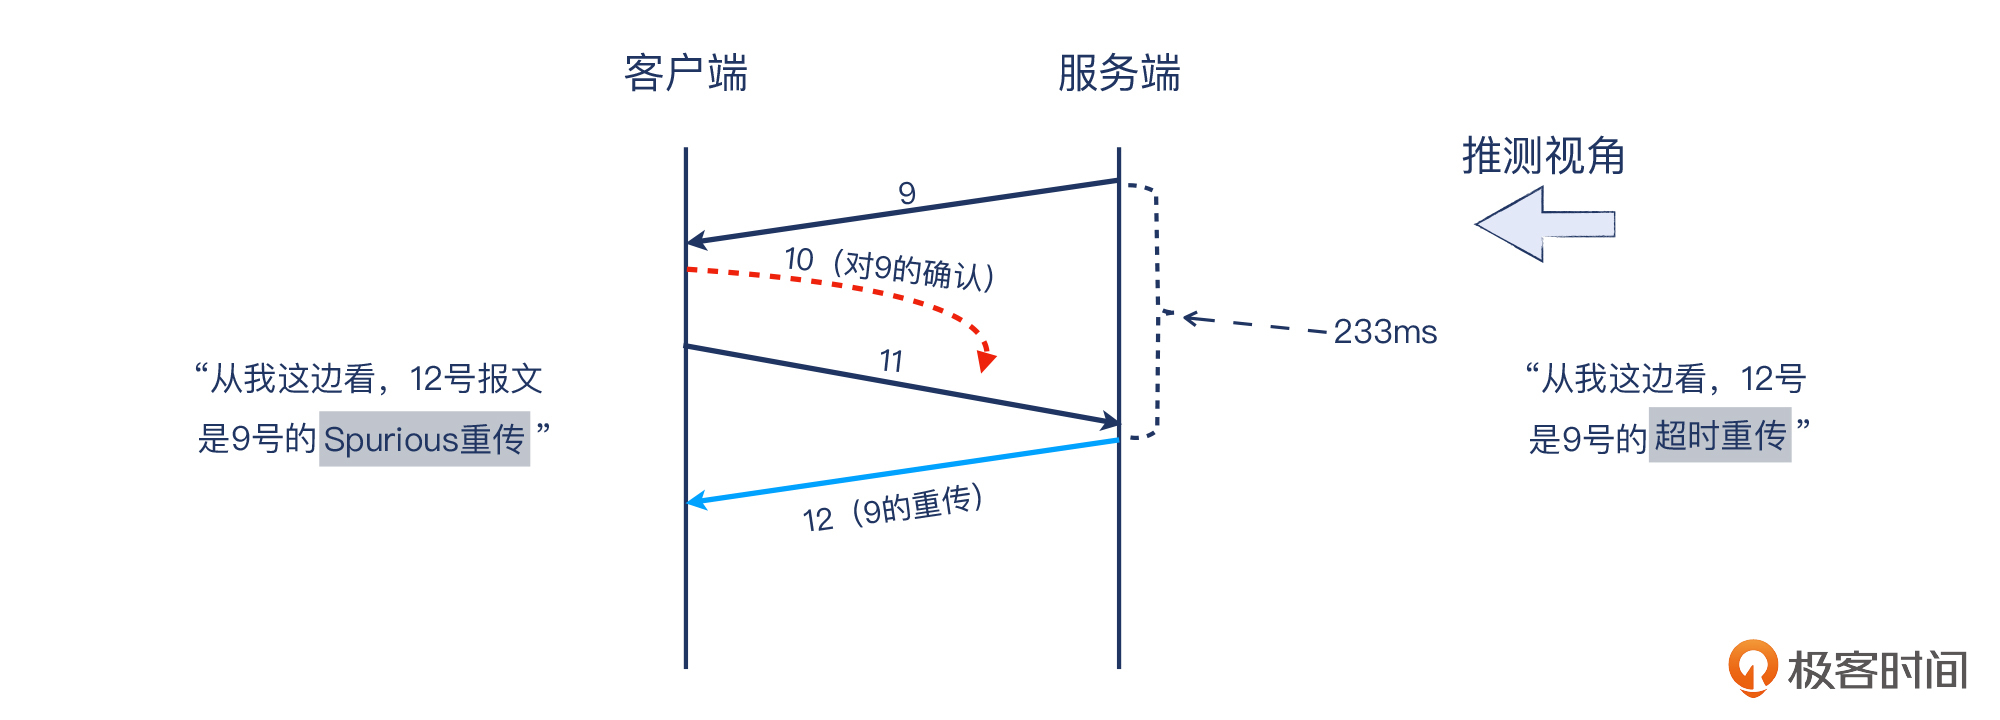 客户端
服务端
推测视角
9
10（对9的确认）
233ms
11
“从我这边看，12号报文
是9号的 Spurious重传 ”
“从我这边看，12号
是9号的 超时重传 ”
12（9的重传）
极客时间